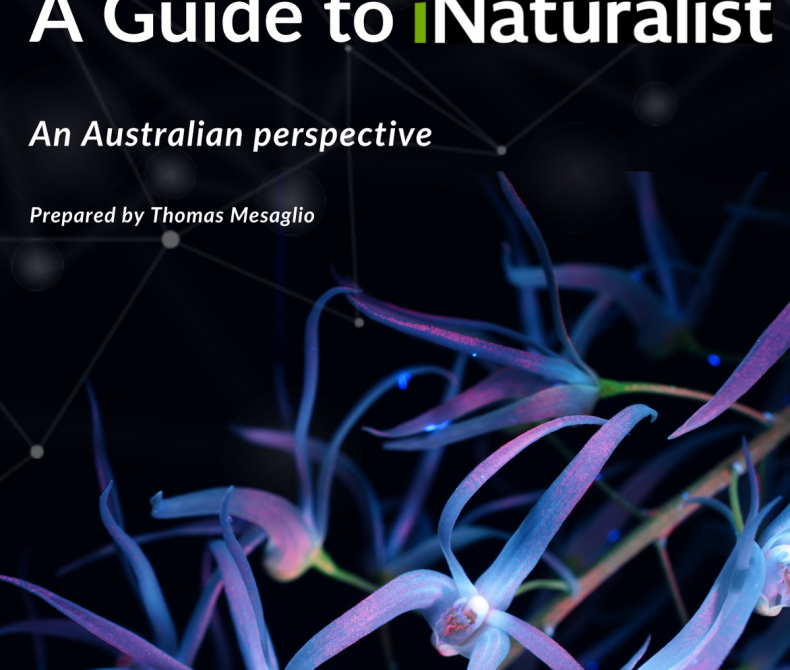 A Guide to iNaturalist
An Australian perspective
Prepared by Thomas Mesaglio